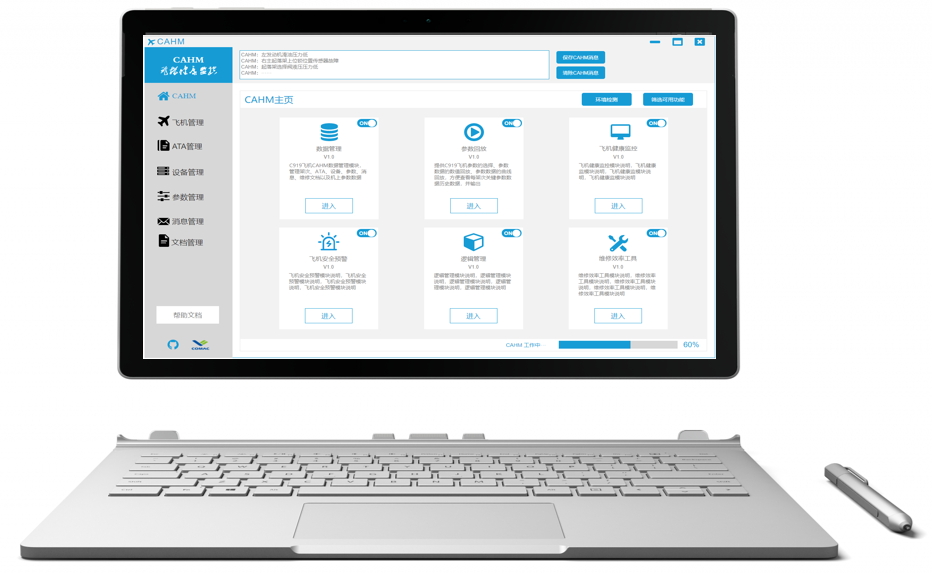 CAHM
CAHM
CAHM: 左发动机滑油压力低
CAHM: 右主起落架上位锁位置传感器故障
CAHM: 起落架选择阀液压压力低
CAHM:
保存CAHM消息
清除CAHM消息
CAHM
飞机管理
ATA管理
设备管理
参数管理
消息管理
文档管理
帮助文档
COMAC
CAHM主页
环境检测
筛选可用功能
ON
数据管理
V1.0
C919飞机CAHM数据管理模块,
管理架次、ATA、设备、参数、消
息、维修文档以及机上参数数据
进入
ON
参数回放
V1.0
提供C919飞机参数的选择、参数
数据的数值回放、参数数据的曲线
回放、方便查看每架次关键参数数
据历史数据、并输出
进入
ON
飞机健康监控
V1.0
飞机健康监控模块说明、飞机健康
监模块说明、飞机健康监模块说
明、飞机健康监模块说明
进入
ON
飞机安全预警
V1.0
飞机安全预警模块说明、飞机安全
预警模块说明、飞机安全预警模块
说明、飞机安全预警模块说明
进入
ON
逻辑管理
V1.0
逻辑管理模块说明、逻辑管理模块
说明、逻辑管理模块说明、逻辑管
理模块说明、逻辑管理模块说明
进入
ON
维修效率工具
V1.0
维修效率工具模块说明、维修效率
工具模块说明、维修效率工具模块
说明、维修效率工具模块说明、维
修效率工具模块说明
进入
CAHM 工作中
60%